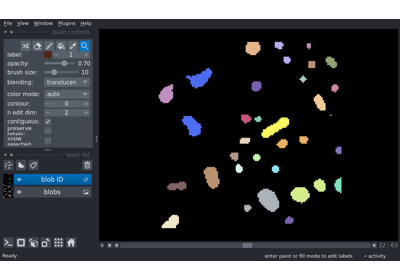 File View Window Plugins Help
layer controls
label: 1
opacity: 0.70
brush size: 10
blending: translucen
color mode: auto
contour: 0
n edit dim: 2
contiguous:
preserve labels:
show selected:
layer list
blob ID
blobs
0 32 63
Ready enter paint or fill mode to edit labels activity